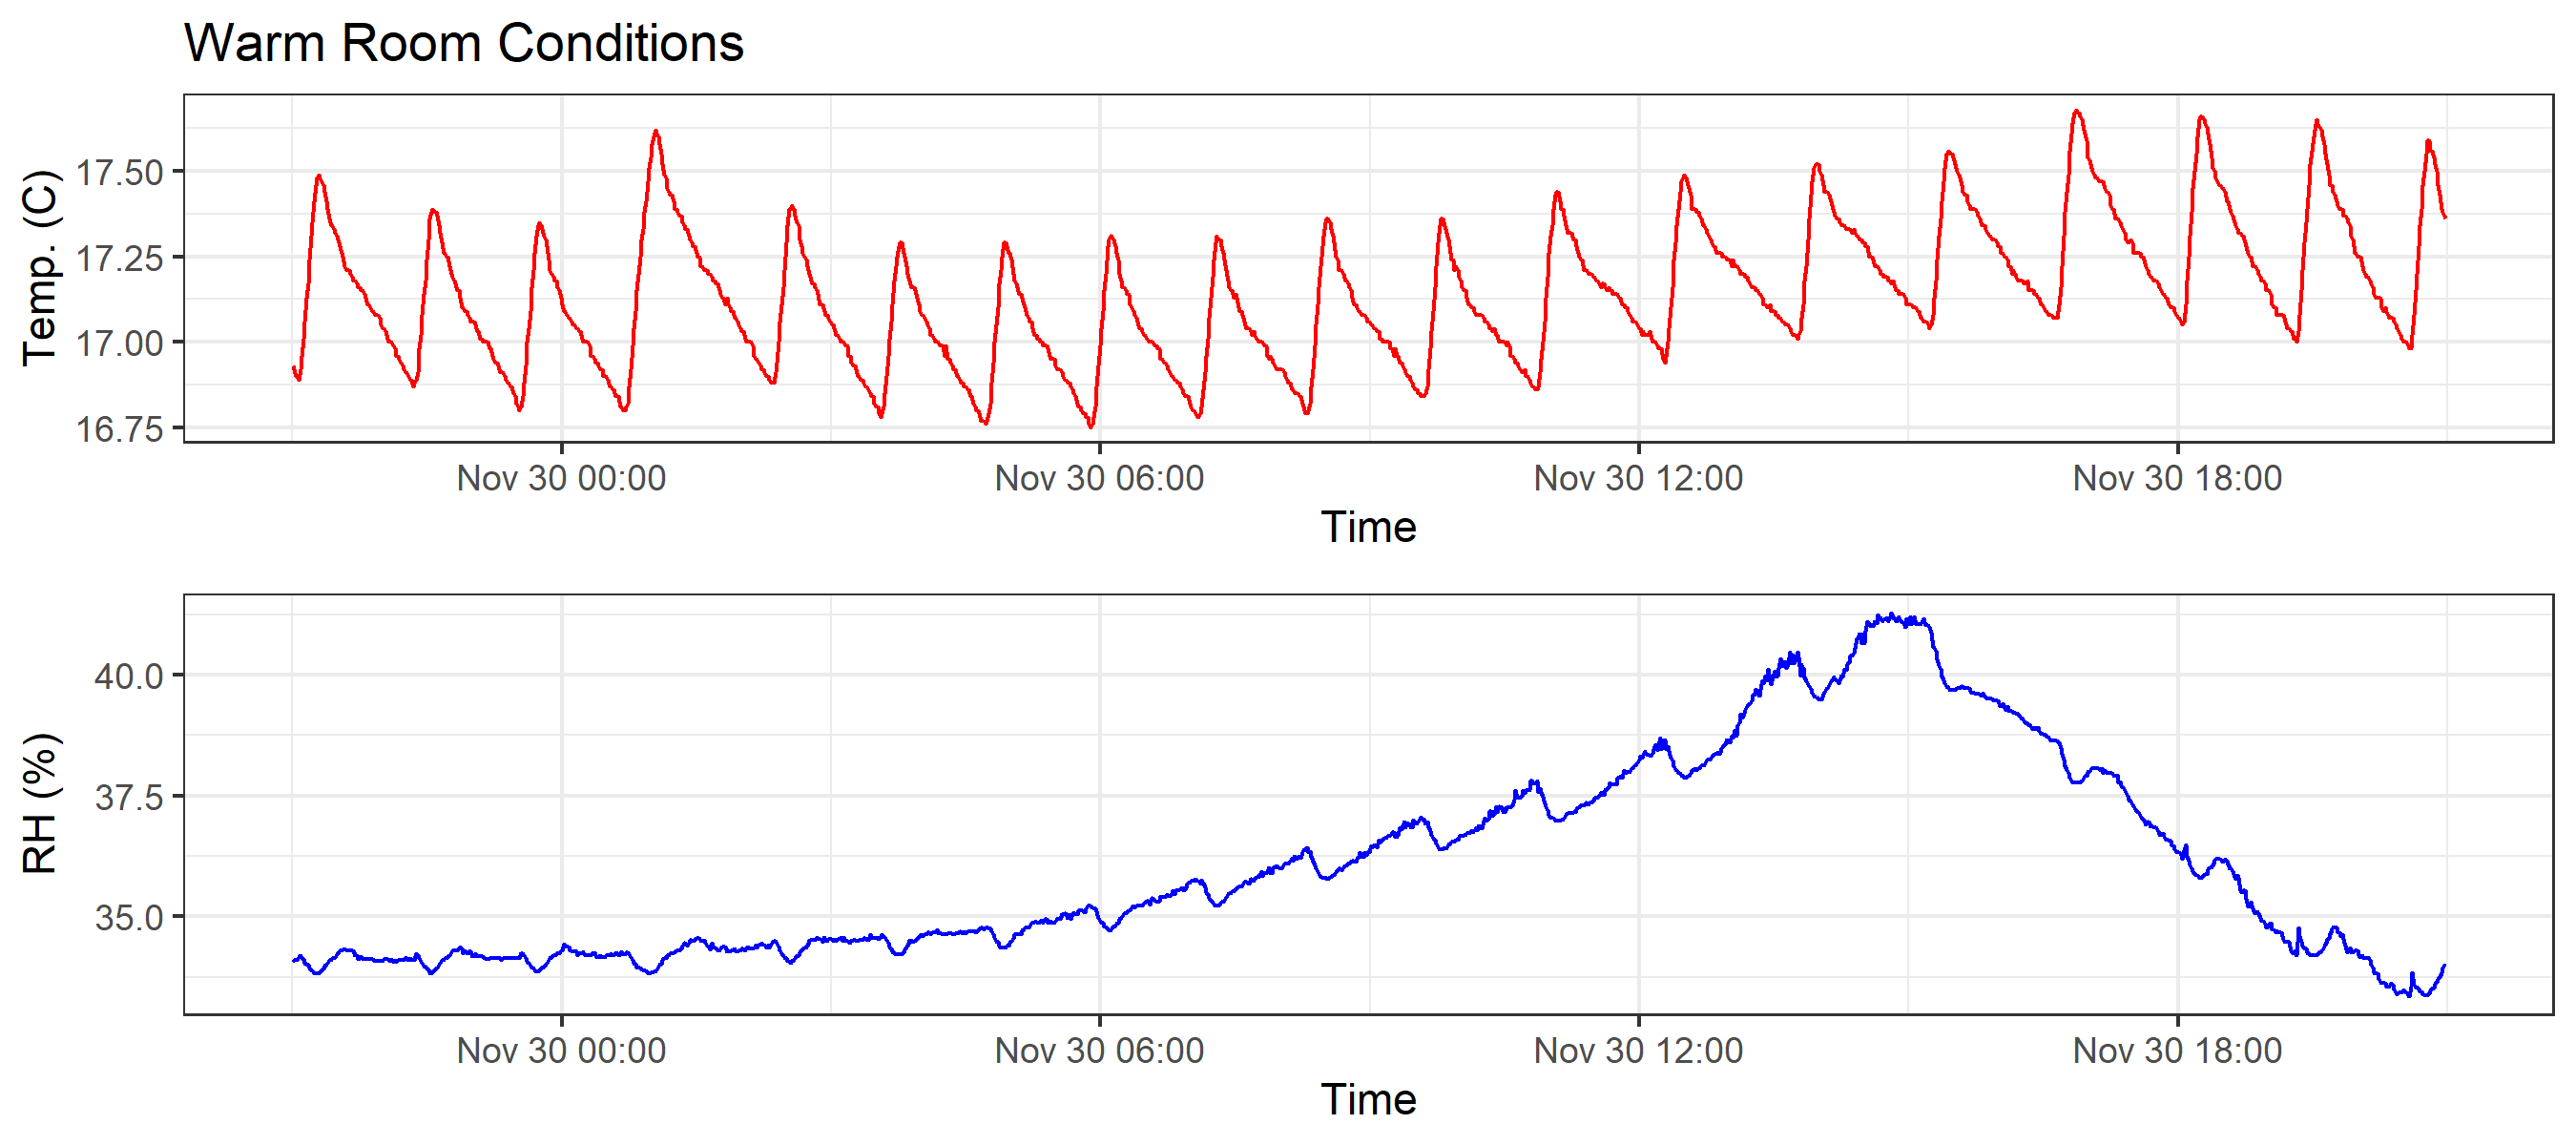 Warm Room Conditions
Temp. (C)
17.50
17.25
17.00
16.75
Nov 30 00:00 Nov 30 06:00 Nov 30 12:00 Nov 30 18:00
Time
RH (%)
40.0
37.5
35.0
Nov 30 00:00 Nov 30 06:00 Nov 30 12:00 Nov 30 18:00
Time